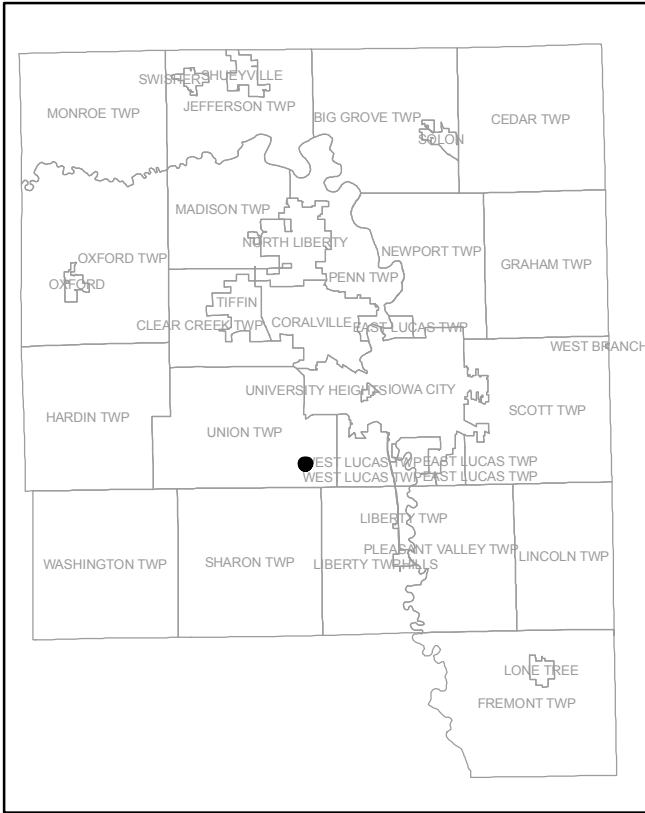 SHUEYVILLE
SWISHER
MONROE TWP
JEFFERSON TWP
BIG GROVE TWP
CEDAR TWP
SOLON
MADISON TWP
NORTH LIBERTY
NEWPORT TWP
OXFORD TWP
GRAHAM TWP
PENN TWP
OXFORD
TIFFIN
CLEAR CREEK TWP
CORALVILLE
EAST LUCAS TWP
WEST BRANCH
UNIVERSITY HEIGHTS
IOWA CITY
HARDIN TWP
SCOTT TWP
UNION TWP
WEST LUCAS TWP
EAST LUCAS TWP
WEST LUCAS TWP
EAST LUCAS TWP
LIBERTY TWP
PLEASANT VALLEY TWP
WASHINGTON TWP
SHARON TWP
LIBERTY TWP
HILLS
LINCOLN TWP
LONE TREE
FREMONT TWP